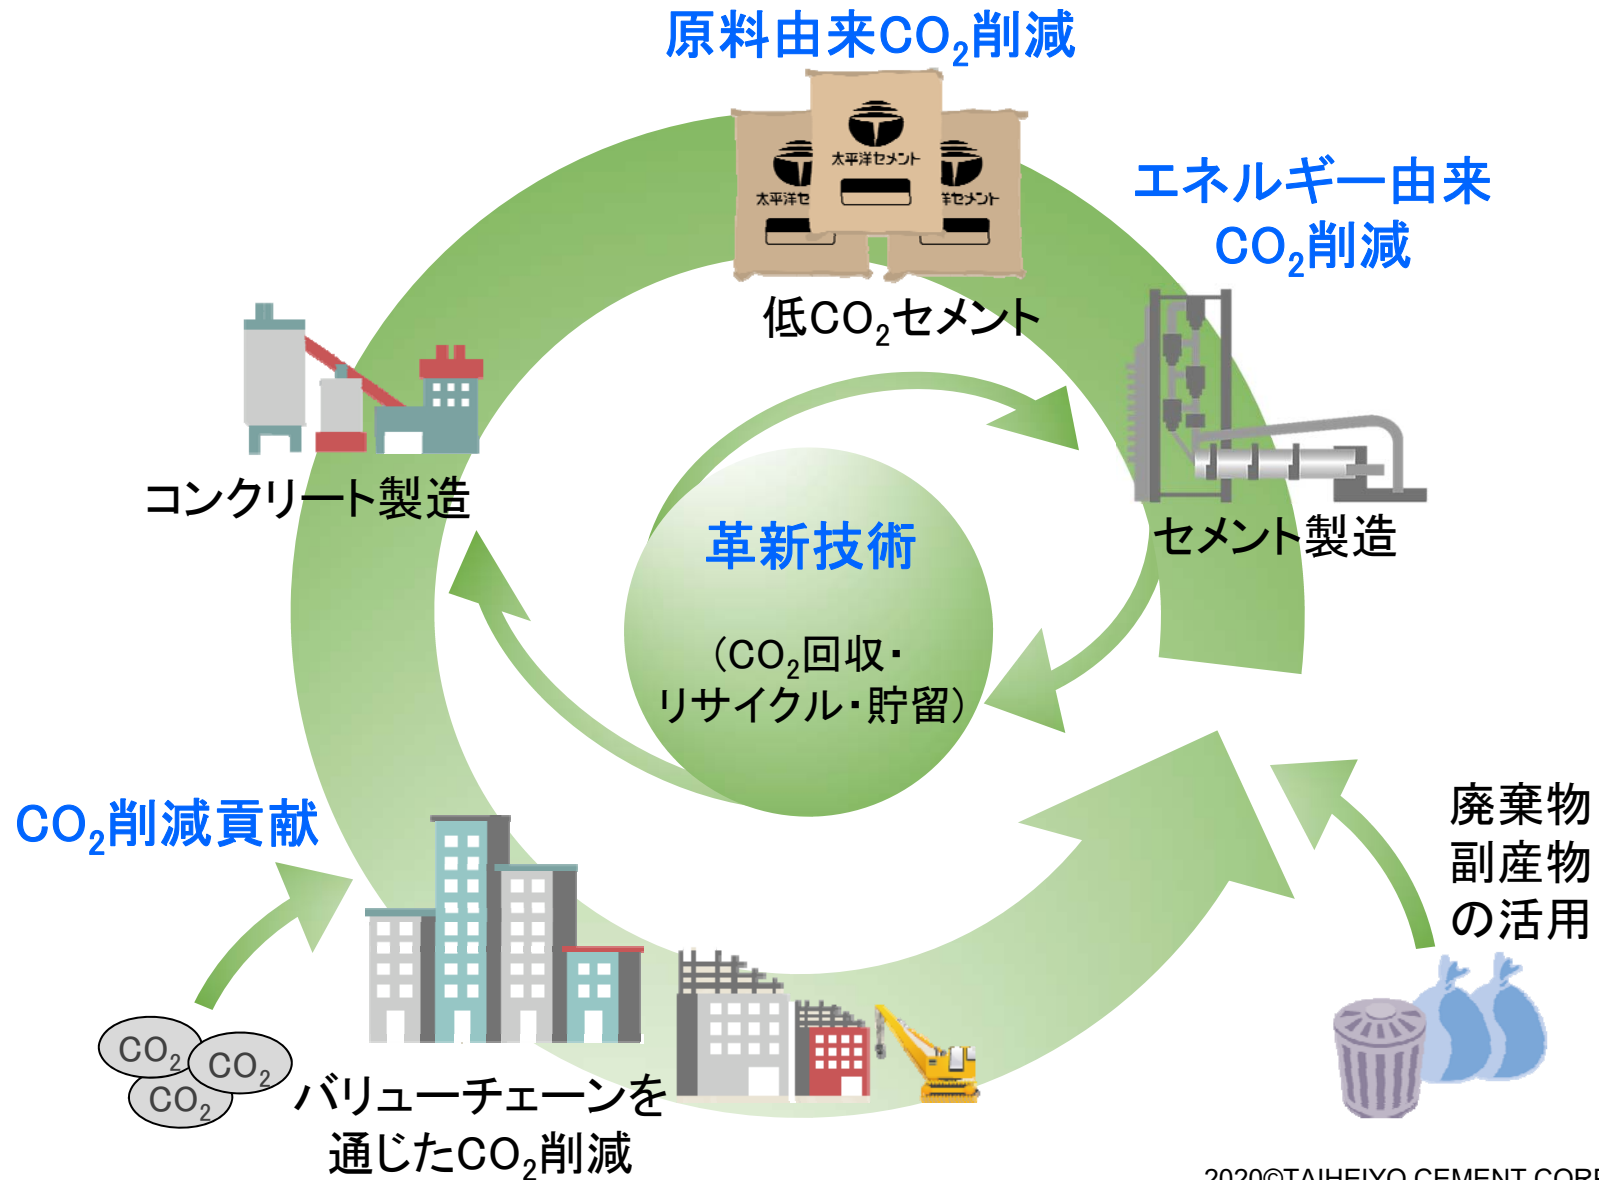 原料由来CO₂削減
太平洋セメント
太平洋セ
洋セメント
低CO₂セメント
エネルギー由来
CO₂削減
セメント製造
コンクリート製造
革新技術
(CO₂回収・
リサイクル・貯留)
CO₂削減貢献
CO₂
CO₂
CO₂
バリューチェーンを
通じたCO₂削減
廃棄物
副産物
の活用
2020©TAIHEIYO CEMENT CORP